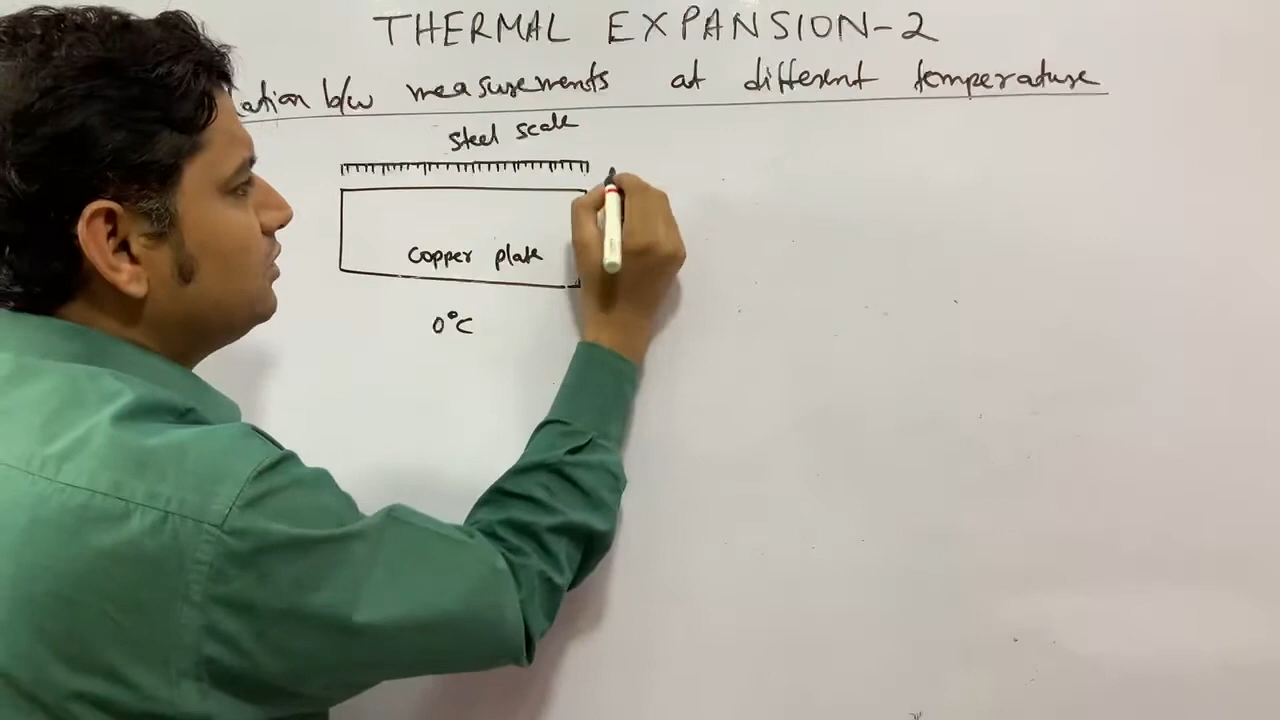 THERMAL EXPANSION-2
b/w measurements at different temperature
steel scale
copper plate
0°C